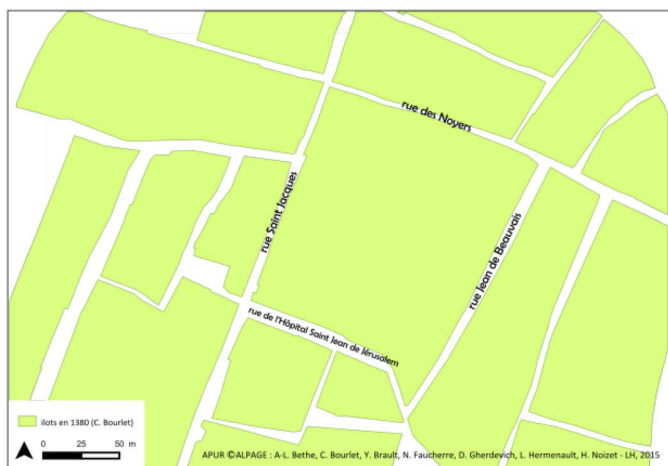 rue des Noyers
rue Saint Jacques
rue Jean de Beauvais
rue de l'Hôpital Saint Jean de Jérusalem
ilots en 1380 (C. Bourlet)
0 25 50 m
APUR ©ALPAGE : A-L. Bethe, C. Bourlet, Y. Brault, N. Faucherre, D. Gherdevich, L. Hermenault, H. Noizet - LH, 2015